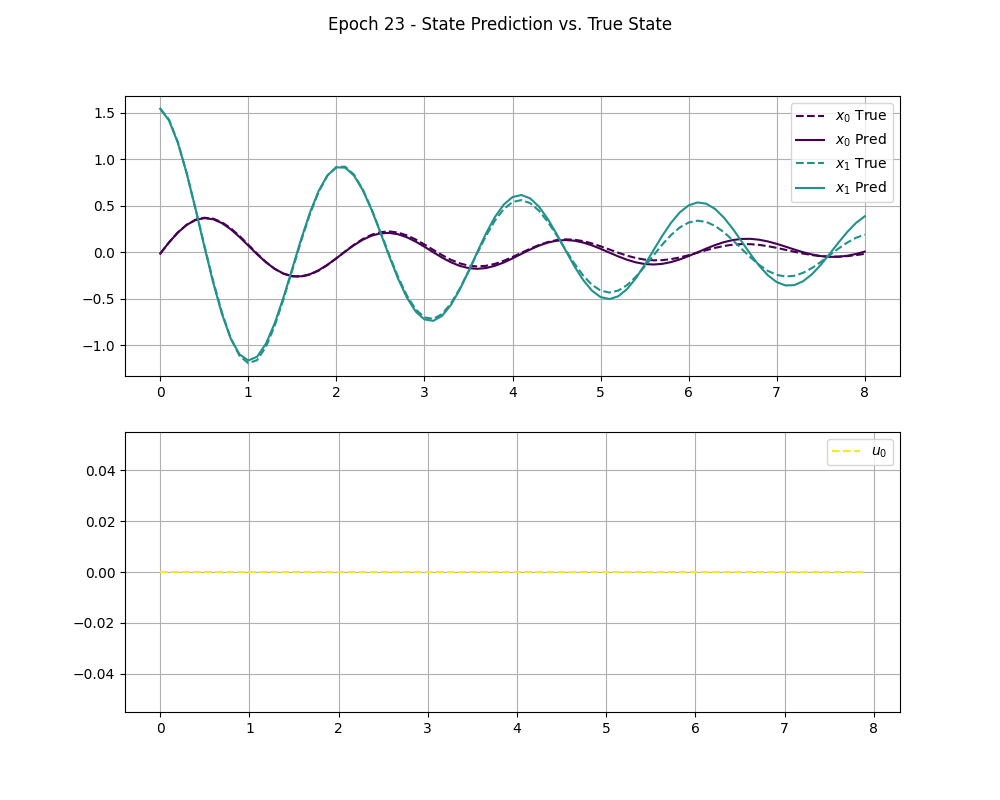 Epoch 23 - State Prediction vs. True State
1.5
1.0
0.5
0.0
−0.5
−1.0
x₀ True
x₀ Pred
x₁ True
x₁ Pred
0 1 2 3 4 5 6 7 8
0.04
0.02
0.00
−0.02
−0.04
u₀
0 1 2 3 4 5 6 7 8